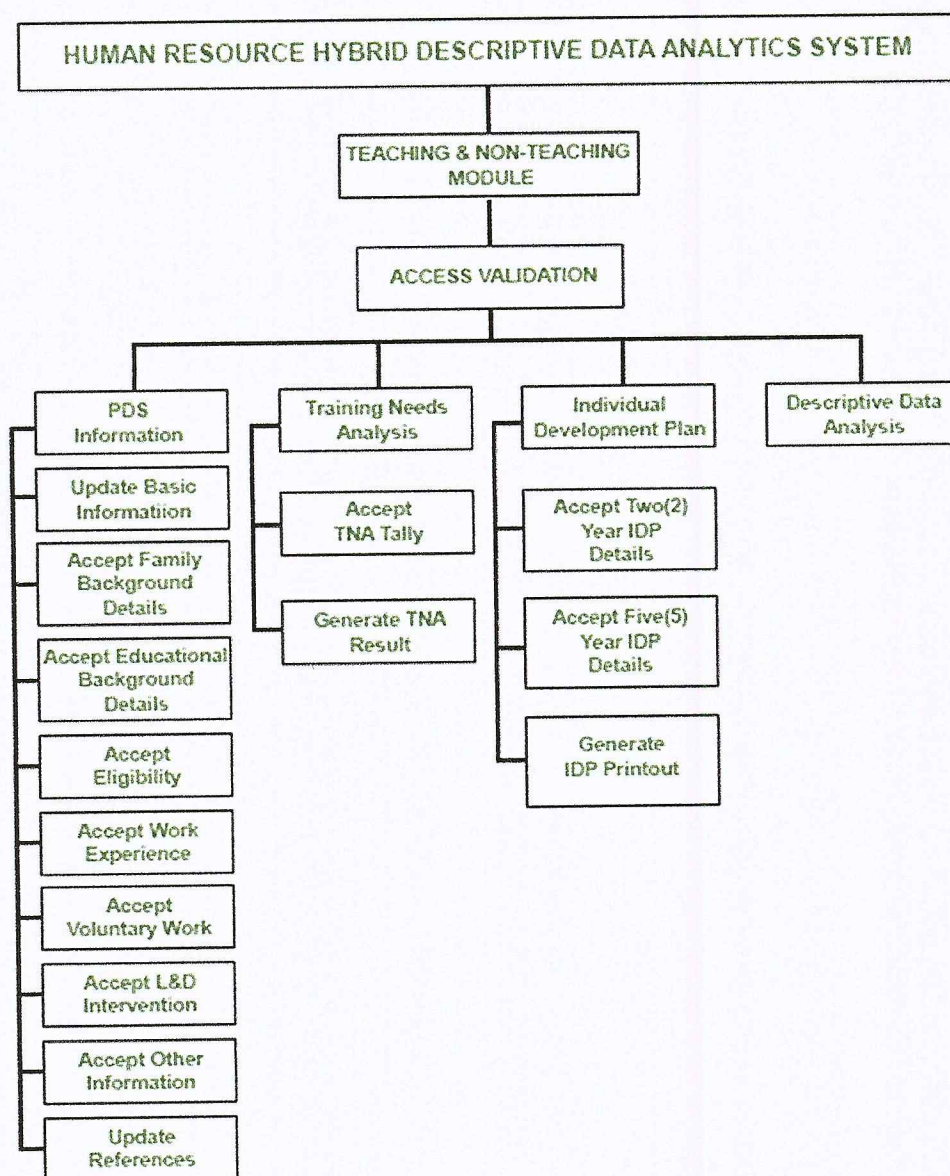 HUMAN RESOURCE HYBRID DESCRIPTIVE DATA ANALYTICS SYSTEM
TEACHING & NON-TEACHING
MODULE
ACCESS VALIDATION
PDS
Information
Update Basic
Informatiion
Accept Family
Background
Details
Accept Educational
Background
Details
Accept
Eligibility
Accept Work
Experience
Accept
Voluntary Work
Accept L&D
Intervention
Accept Other
Information
Update
References
Training Needs
Analysis
Accept
TNA Tally
Generate TNA
Result
Individual
Development Plan
Accept Two(2)
Year IDP
Details
Accept Five(5)
Year IDP
Details
Generate
IDP Printout
Descriptive Data
Analysis